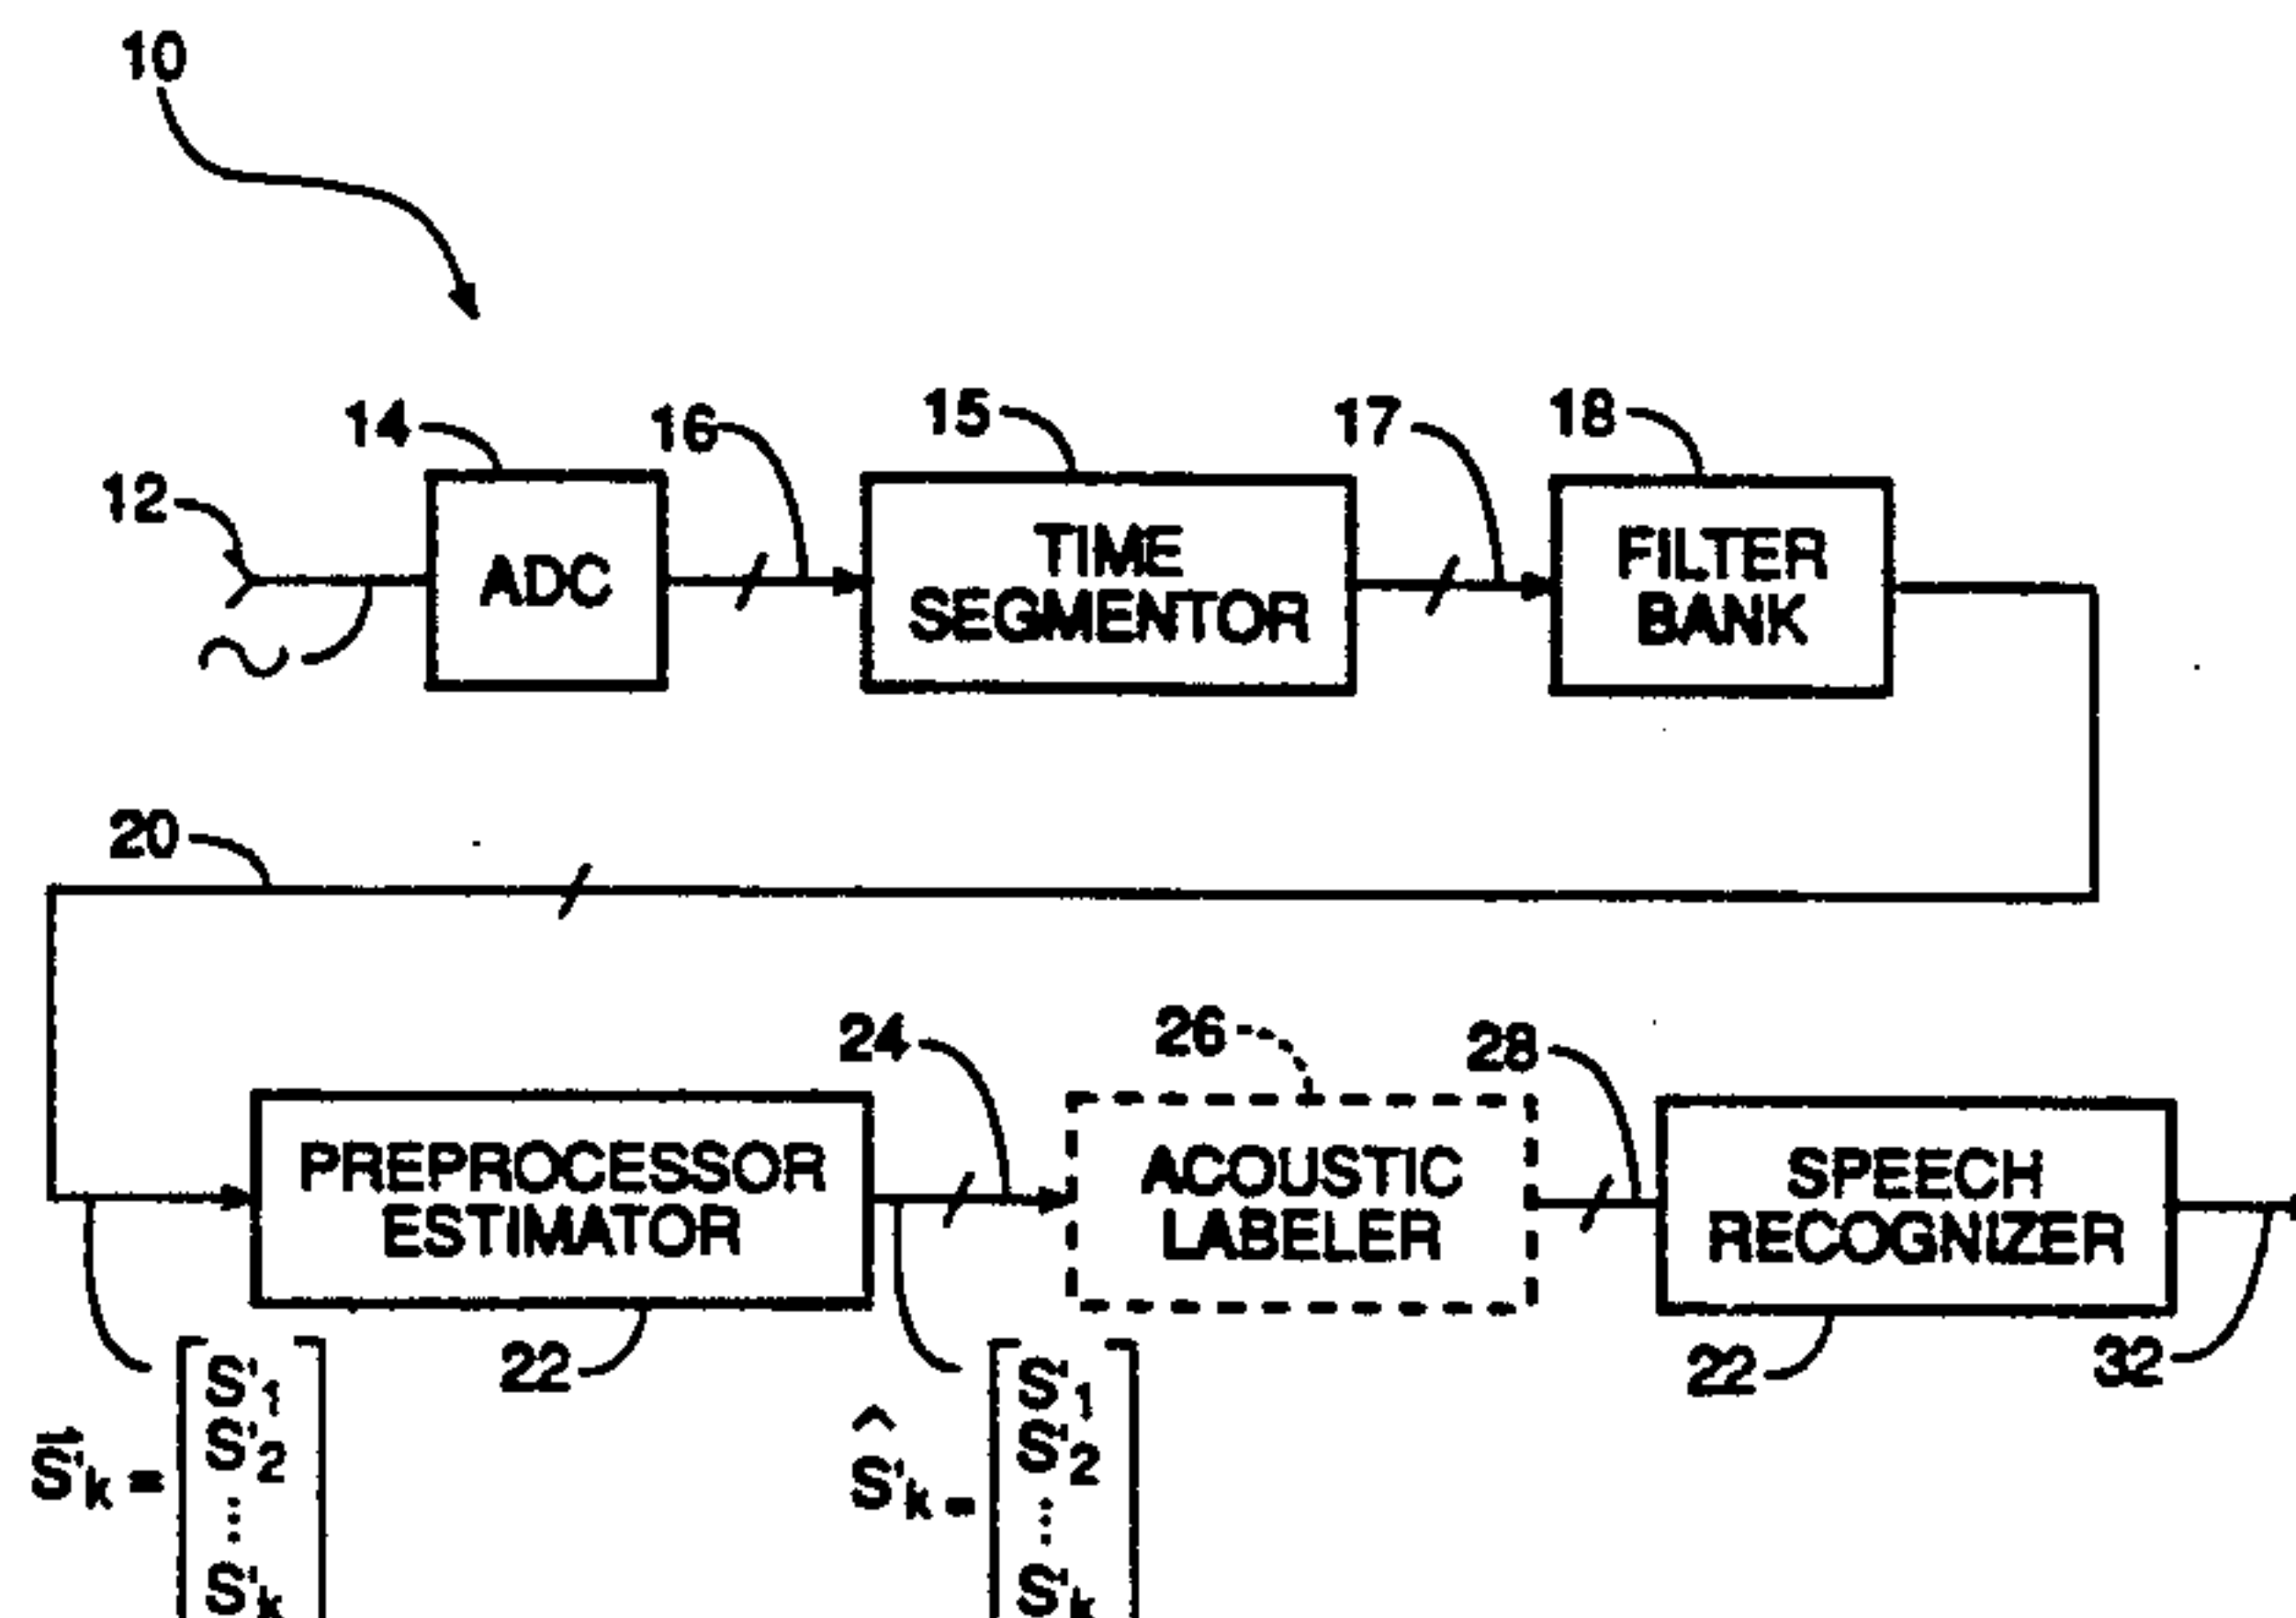 10
14
16
15
17
18
12
ADC
TIME
SEGMENTOR
FILTER
BANK
20
24
26
28
PREPROCESSOR
ESTIMATOR
ACOUSTIC
LABELER
SPEECH
RECOGNIZER
22
22
32
S⃗'k = [S'1
S'2
⋮
S'k]
Ŝ'k = [S'1
S'2
⋮
S'k]